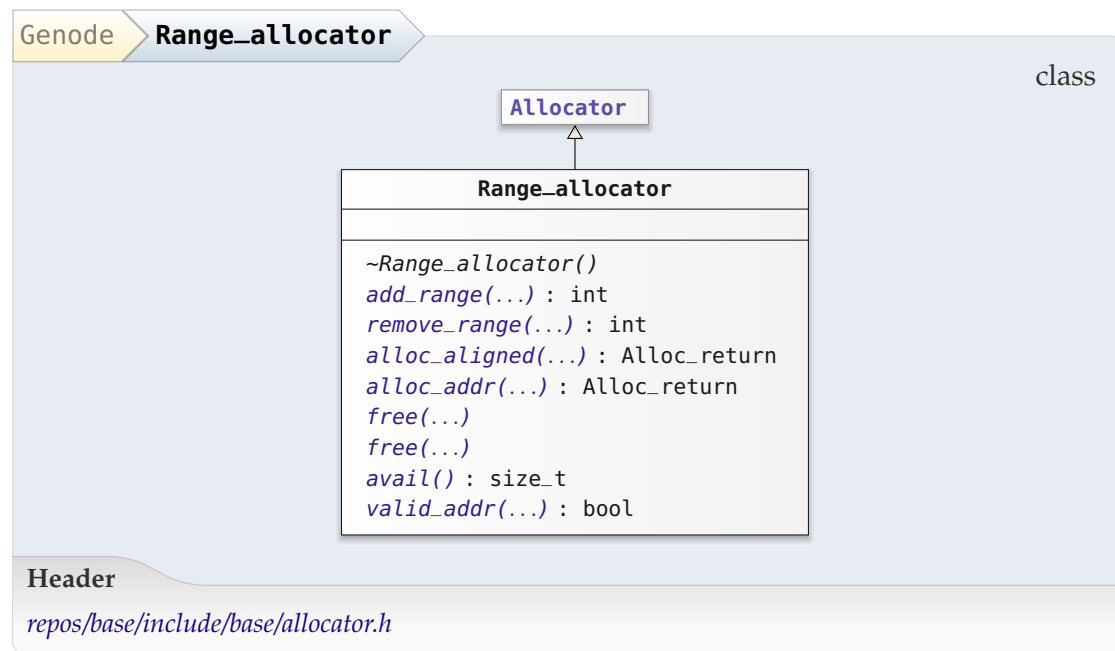 Genode Range_allocator
class
Allocator
Range_allocator
~Range_allocator()
add_range(...) : int
remove_range(...) : int
alloc_aligned(...) : Alloc_return
alloc_addr(...) : Alloc_return
free(...)
free(...)
avail() : size_t
valid_addr(...) : bool
Header
repos/base/include/base/allocator.h